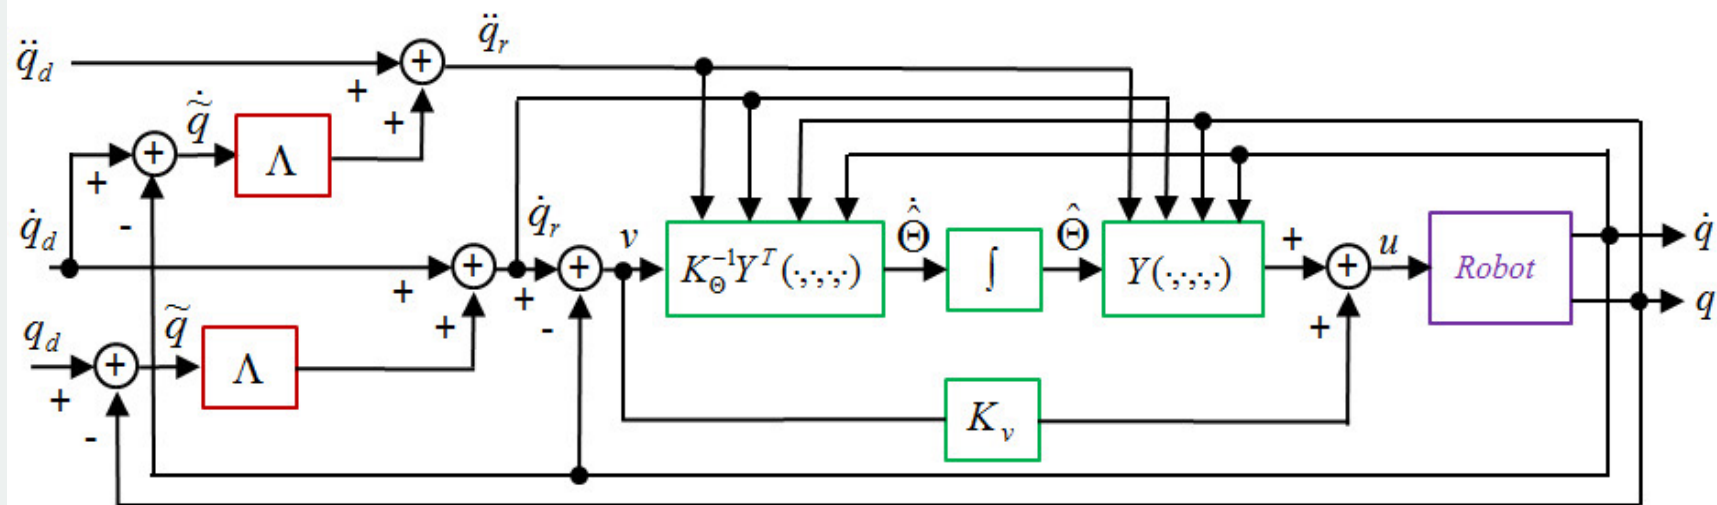 q̈_d + + q̈_r
+ + q̃̇ Λ
-
q̇_d + + + q̇_r + - v K_Θ^{-1}Y^T(·,·,·,·) Θ̂̇ ∫ Θ̂ Y(·,·,·,·) + + u Robot q̇
q_d + q̃ Λ + + q
+ - K_v